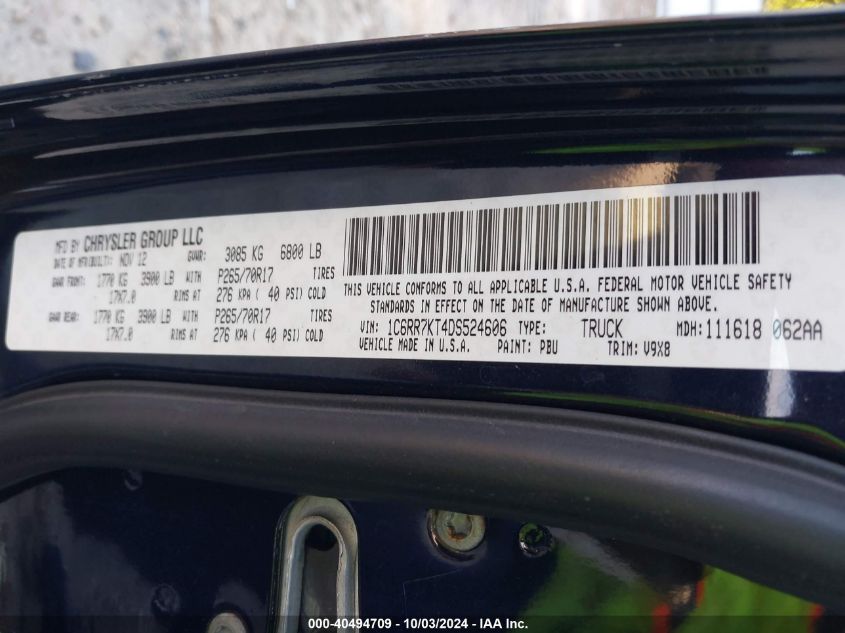 MFD BY CHRYSLER GROUP LLC
DATE OF MFR(BUILT): NOV 12 GVWR: 3085 KG 6800 LB
GAWR FRONT: 1770 KG 3900 LB WITH P265/70R17 TIRES
17X7.0 RIMS AT 276 KPA ( 40 PSI) COLD
GAWR REAR: 1770 KG 3900 LB WITH P265/70R17 TIRES
17X7.0 RIMS AT 276 KPA ( 40 PSI) COLD
THIS VEHICLE CONFORMS TO ALL APPLICABLE U.S.A. FEDERAL MOTOR VEHICLE SAFETY
STANDARDS IN EFFECT ON THE DATE OF MANUFACTURE SHOWN ABOVE.
VIN: 1C6RR7KT4DS524606 TYPE: TRUCK MDH: 111618 062AA
VEHICLE MADE IN U.S.A. PAINT: PBU TRIM: V9X8
000-40494709 - 10/03/2024 - IAA Inc.